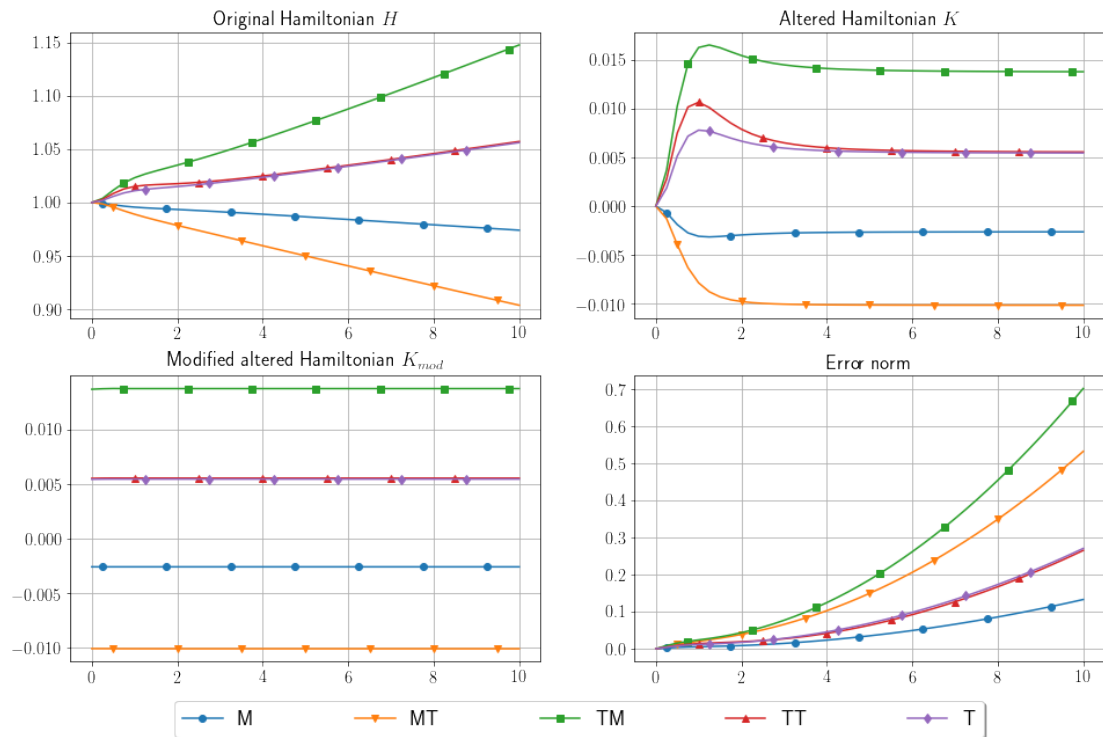 Original Hamiltonian H
1.15
1.10
1.05
1.00
0.95
0.90
0 2 4 6 8 10
Altered Hamiltonian K
0.015
0.010
0.005
0.000
−0.005
−0.010
0 2 4 6 8 10
Modified altered Hamiltonian K_mod
0.010
0.005
0.000
−0.005
−0.010
0 2 4 6 8 10
Error norm
0.7
0.6
0.5
0.4
0.3
0.2
0.1
0.0
0 2 4 6 8 10
M MT TM TT T